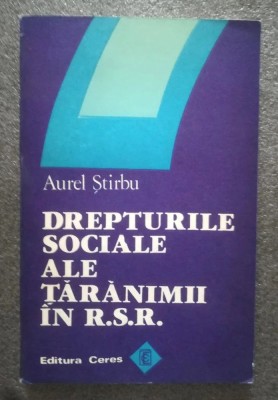 Aurel Știrbu
DREPTURILE
SOCIALE
ALE
ȚĂRĂNIMII
ÎN R.S.R.
Editura Ceres